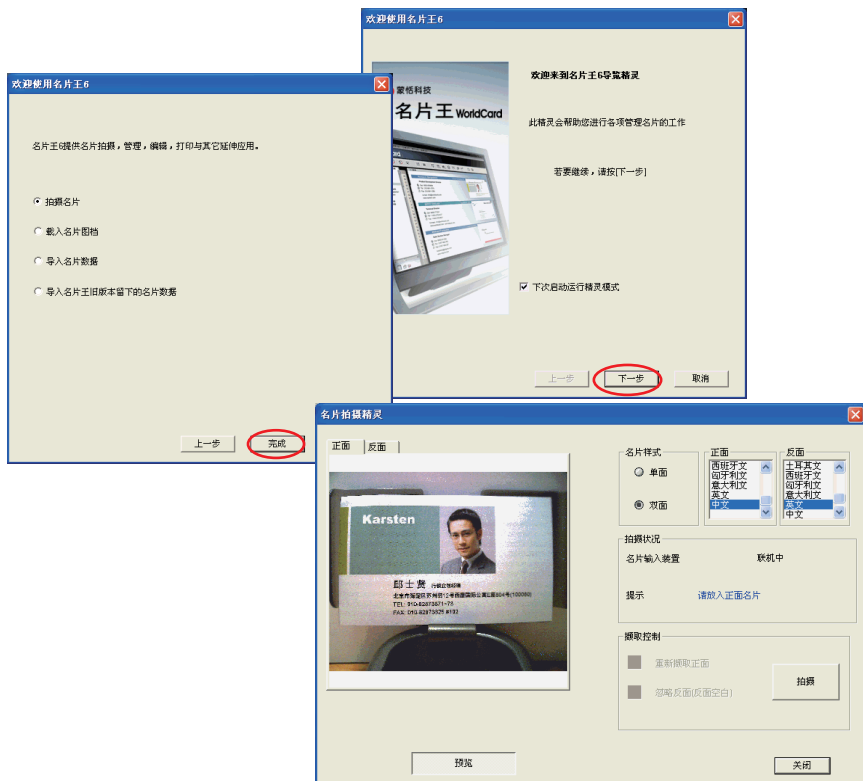 欢迎使用名片王6
欢迎来到名片王6导览精灵
蒙恬科技
名片王 WorldCard
此精灵会帮助您进行各项管理名片的工作
若要继续，请按[下一步]
下次启动运行精灵模式
上一步
下一步
取消
欢迎使用名片王6
名片王6提供名片拍摄，管理，编辑，打印与其它延伸应用。
拍摄名片
载入名片图档
导入名片数据
导入名片王旧版本留下的名片数据
上一步
完成
名片拍摄精灵
正面
反面
Karsten
邱士贤
TEL: 010-82873871~75
FAX: 010-82873825 #132
名片样式
单面
双面
正面
西班牙文
匈牙利文
意大利文
英文
中文
反面
土耳其文
西班牙文
匈牙利文
意大利文
英文
中文
拍摄状况
名片输入装置
联机中
提示
请放入正面名片
撷取控制
重新撷取正面
忽略反面(反面空白)
拍摄
预览
关闭